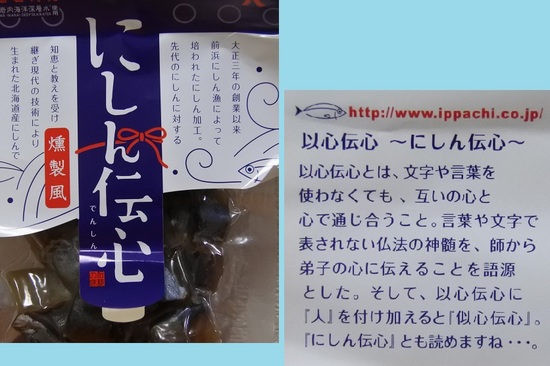 にしん伝心
でんしん
大正三年の創業以来
前浜にしん漁によって
培われたにしん加工。
先代のにしんに対する
知恵と教えを受け
継ぎ現代の技術により
生まれた北海道産にしんで
燻製風
http://www.ippachi.co.jp/
以心伝心 ～にしん伝心～
以心伝心とは、文字や言葉を
使わなくても、互いの心と
心で通じ合うこと。言葉や文字で
表されない仏法の神髄を、師から
弟子の心に伝えることを語源
とした。そして、以心伝心に
『人』を付け加えると『似心伝心』。
『にしん伝心』とも読めますね・・・。